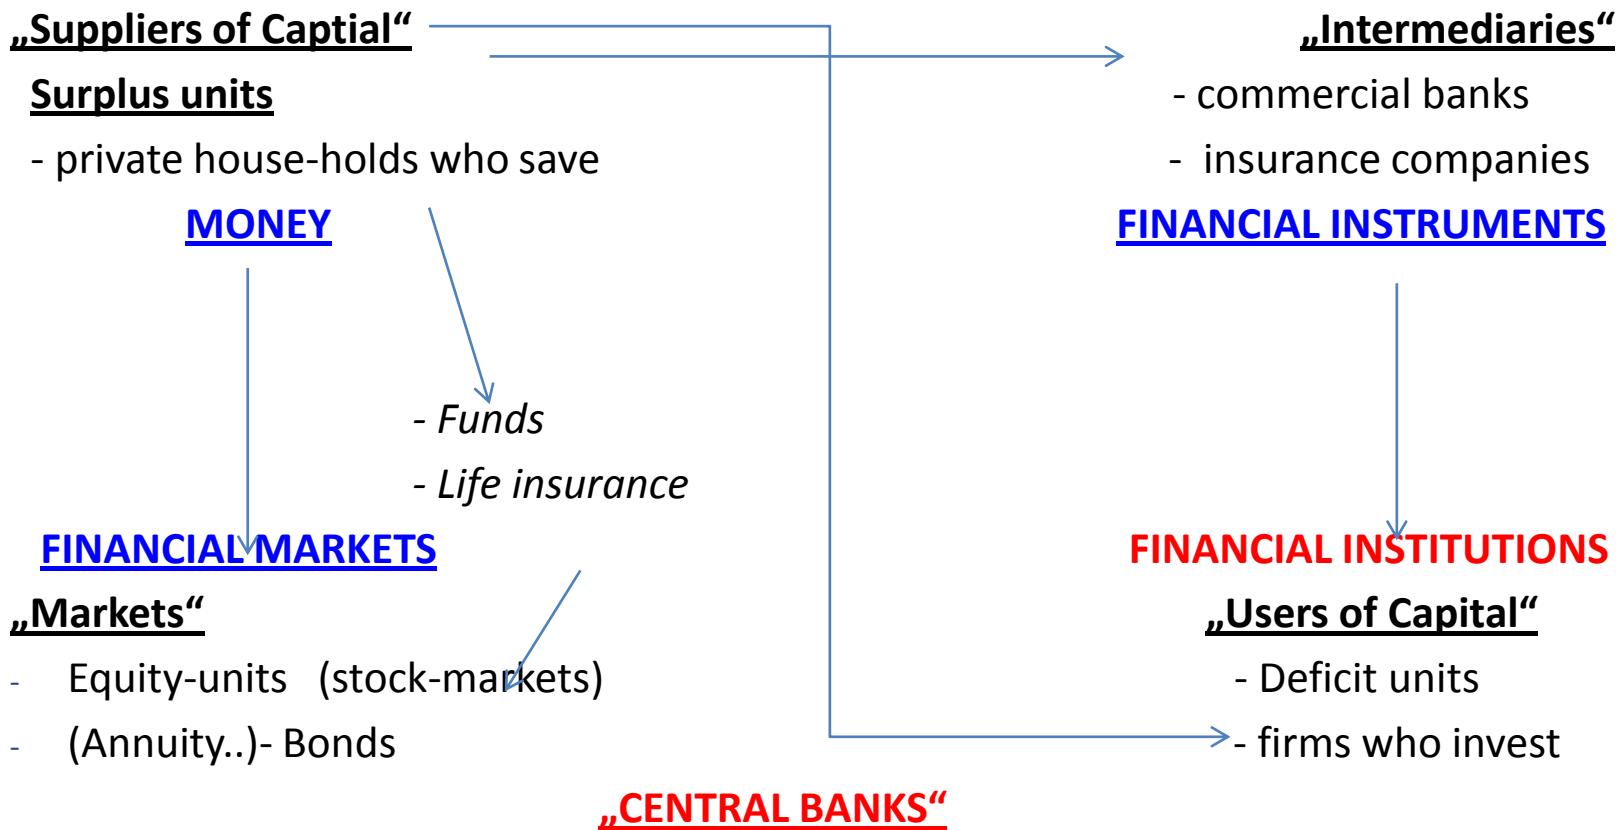 „Suppliers of Captial“
„Intermediaries“
Surplus units
- commercial banks
- private house-holds who save
- insurance companies
MONEY
FINANCIAL INSTRUMENTS
- Funds
- Life insurance
FINANCIAL MARKETS
FINANCIAL INSTITUTIONS
„Markets“
„Users of Capital“
- Equity-units (stock-markets)
- Deficit units
- (Annuity..)- Bonds
- firms who invest
„CENTRAL BANKS“